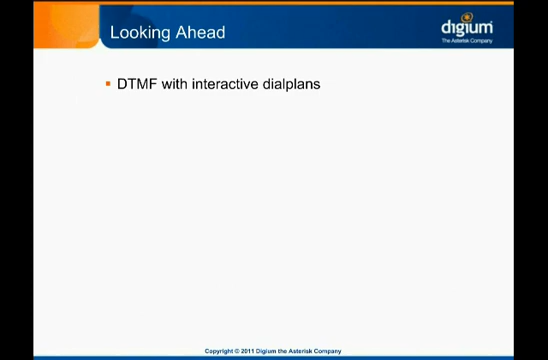 Looking Ahead
digium
The Asterisk Company
DTMF with interactive dialplans
Copyright © 2011 Digium the Asterisk Company